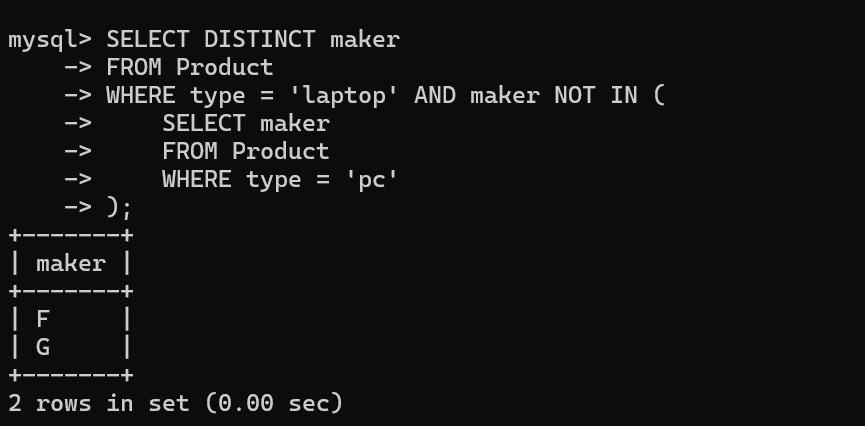 mysql> SELECT DISTINCT maker
    -> FROM Product
    -> WHERE type = 'laptop' AND maker NOT IN (
    ->     SELECT maker
    ->     FROM Product
    ->     WHERE type = 'pc'
    -> );
+-------+
| maker |
+-------+
| F     |
| G     |
+-------+
2 rows in set (0.00 sec)